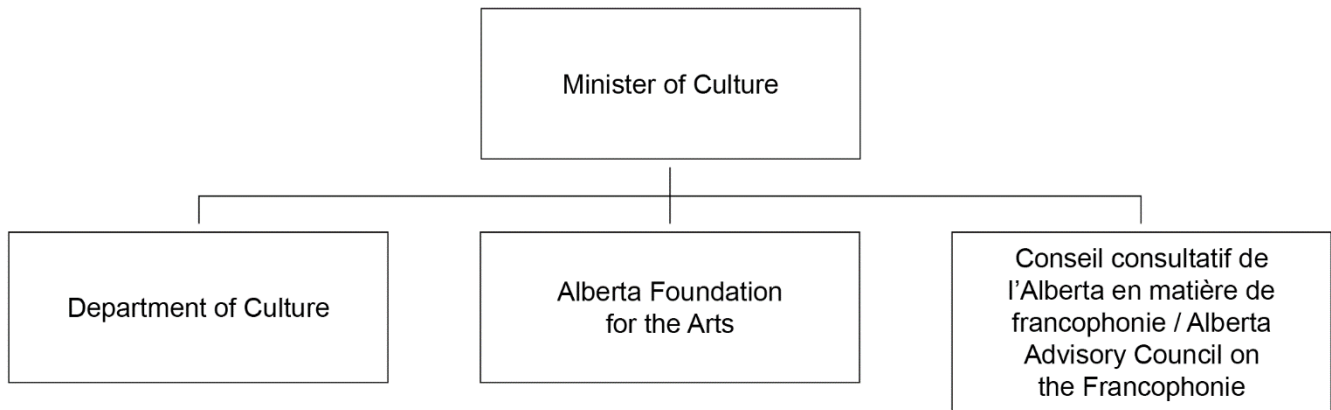 Minister of Culture
Department of Culture
Alberta Foundation
for the Arts
Conseil consultatif de
l’Alberta en matière de
francophonie / Alberta
Advisory Council on
the Francophonie